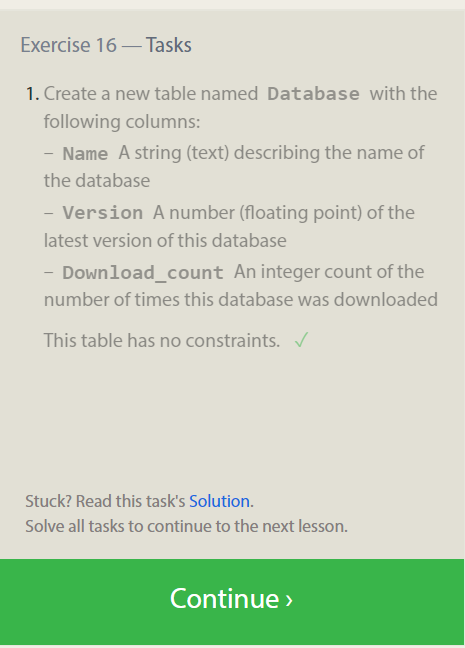 Exercise 16 — Tasks
1. Create a new table named Database with the
following columns:
– Name A string (text) describing the name of
the database
– Version A number (floating point) of the
latest version of this database
– Download_count An integer count of the
number of times this database was downloaded
This table has no constraints. ✓
Stuck? Read this task's Solution.
Solve all tasks to continue to the next lesson.
Continue ›